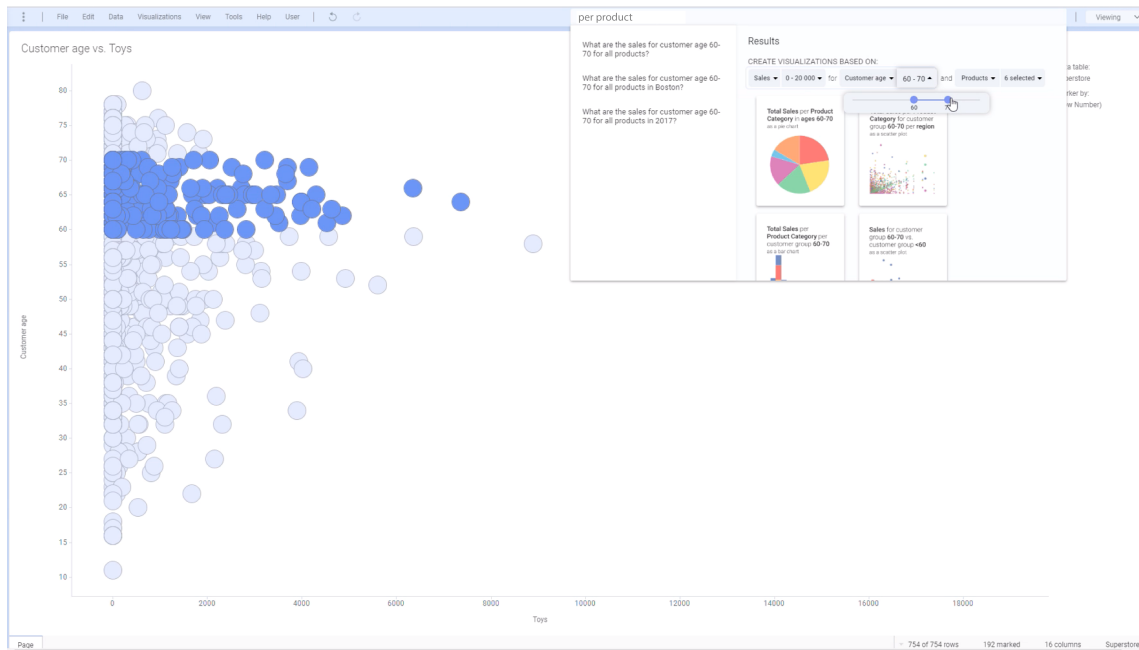 File Edit Data Visualizations View Tools Help User
per product
Viewing
Customer age vs. Toys
What are the sales for customer age 60-
70 for all products?
What are the sales for customer age 60-
70 for all products in Boston?
What are the sales for customer age 60-
70 for all products in 2017?
Results
CREATE VISUALIZATIONS BASED ON:
Sales 0 - 20 000 for Customer age 60 - 70 and Products 6 selected
60
Total Sales per Product
Category in ages 60-70
as a pie chart
Category for customer
group 60-70 per region
as a scatter plot
Total Sales per
Product Category per
customer group 60-70
as a bar chart
Sales for customer
group 60-70 vs.
customer group <60
as a scatter plot
a table:
perstore
rker by:
w Number)
Customer age
80
75
70
65
60
55
50
45
40
35
30
25
20
15
10
0 2000 4000 6000 8000 10000 12000 14000 16000 18000
Toys
Page
754 of 754 rows 192 marked 16 columns Superstore